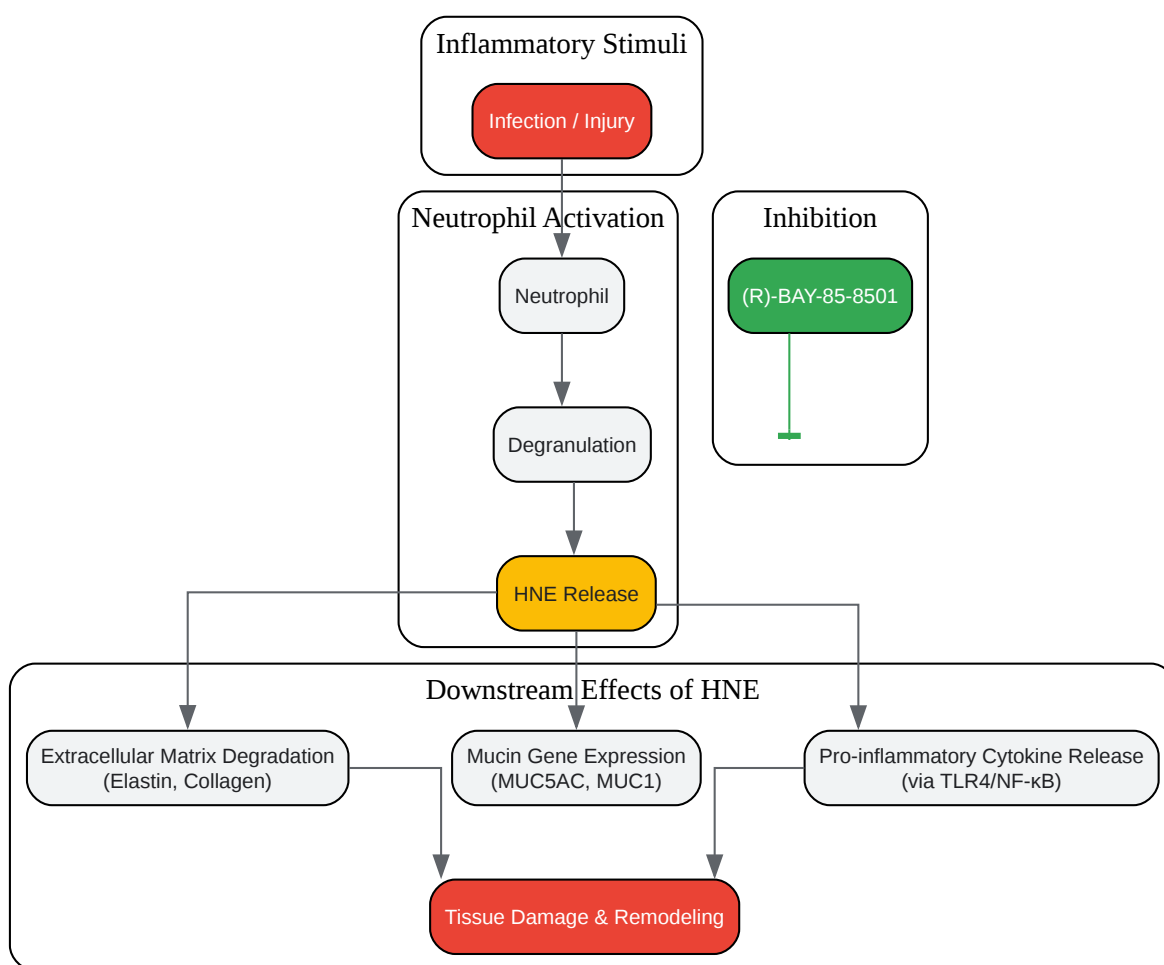 Inflammatory Stimuli
Infection / Injury
Neutrophil Activation
Inhibition
Neutrophil
(R)-BAY-85-8501
Degranulation
HNE Release
Downstream Effects of HNE
Extracellular Matrix Degradation
(Elastin, Collagen)
Mucin Gene Expression
(MUC5AC, MUC1)
Pro-inflammatory Cytokine Release
(via TLR4/NF-κB)
Tissue Damage & Remodeling